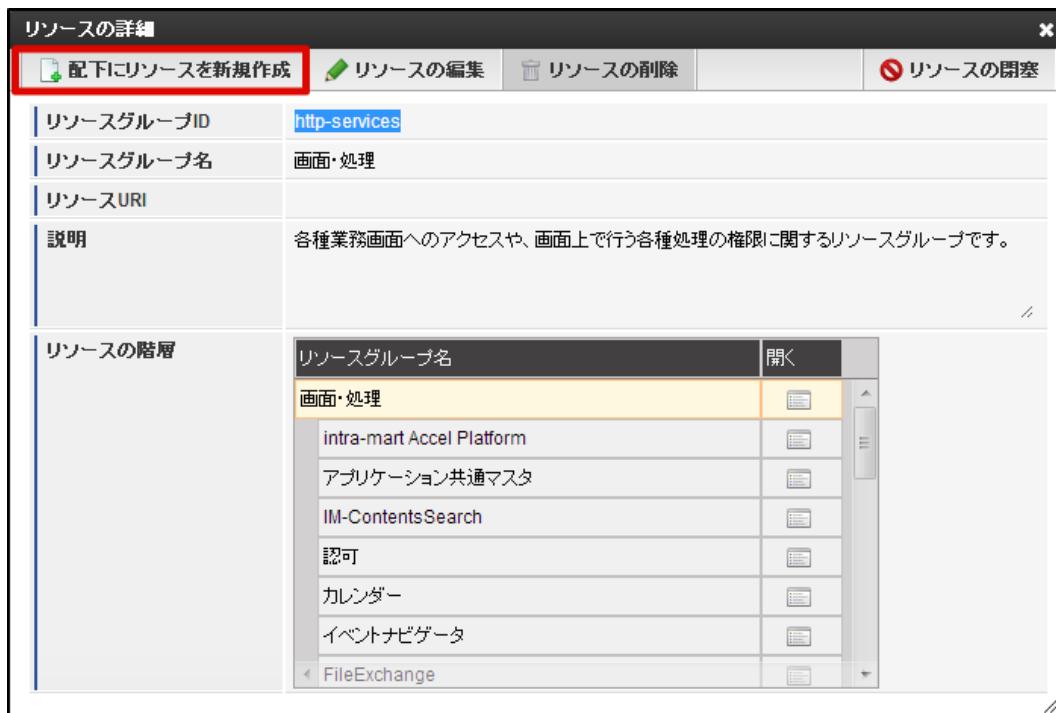 リソースの詳細
配下にリソースを新規作成 リソースの編集 リソースの削除 リソースの閉塞
リソースグループID http-services
リソースグループ名 画面・処理
リソースURI
説明 各種業務画面へのアクセスや、画面上で行う各種処理の権限に関するリソースグループです。
リソースの階層
リソースグループ名 開く
画面・処理
intra-mart Accel Platform
アプリケーション共通マスタ
IM-ContentsSearch
認可
カレンダー
イベントナビゲータ
FileExchange